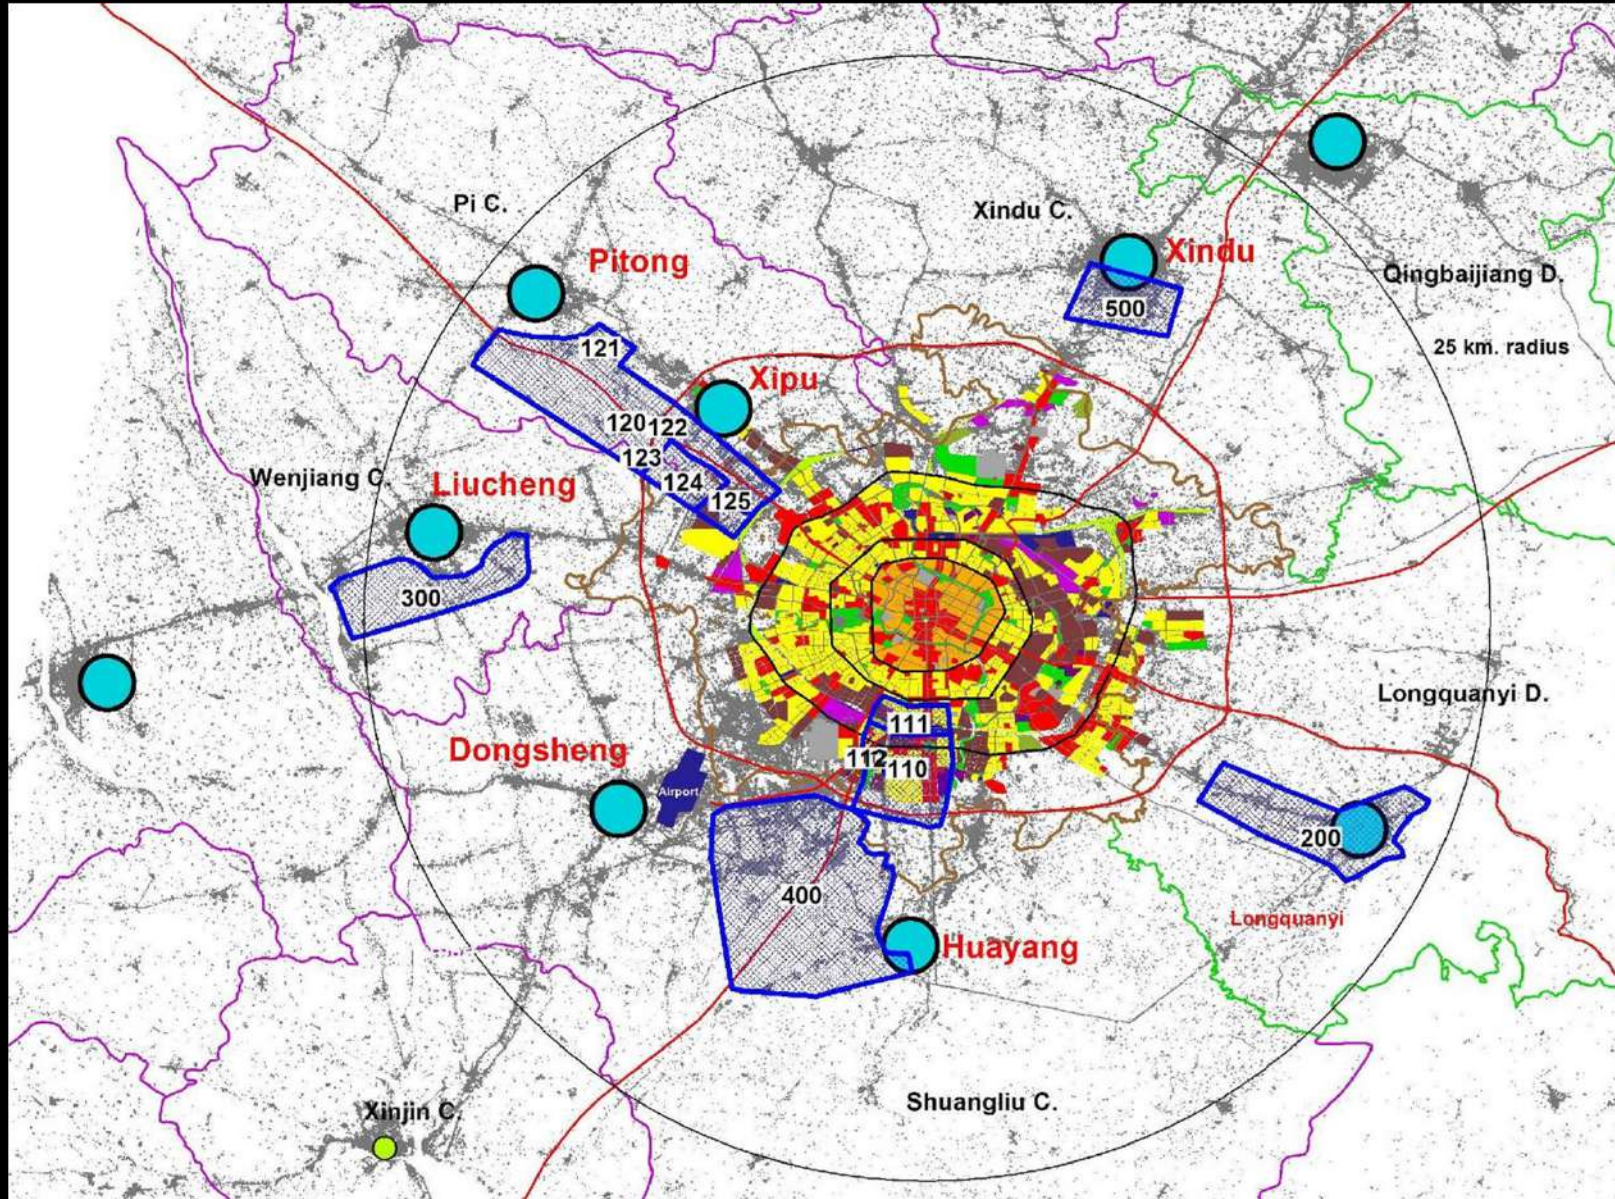 Pi C.
Xindu C.
Pitong
Xindu
Qingbaijiang D.
500
25 km. radius
121
Xipu
120
122
123
Wenjiang C.
Liucheng
124
125
300
Longquanyi D.
111
Dongsheng
112
110
Airport
200
400
Longquanyi
Huayang
Shuangliu C.
Xinjin C.